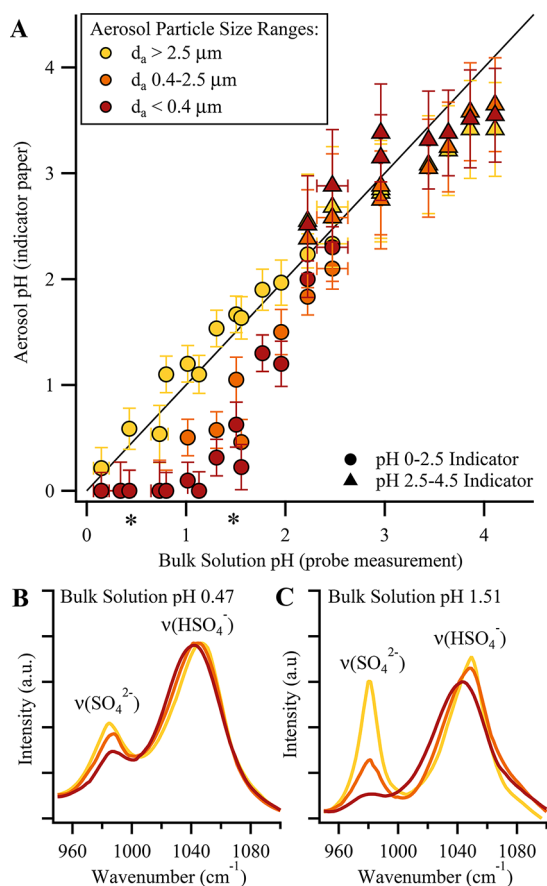 A
Aerosol Particle Size Ranges:
dₐ > 2.5 μm
dₐ 0.4-2.5 μm
dₐ < 0.4 μm
4
3
2
1
0
Aerosol pH (indicator paper)
pH 0-2.5 Indicator
pH 2.5-4.5 Indicator
0 1 2 3 4
* *
Bulk Solution pH (probe measurement)
B Bulk Solution pH 0.47
ν(HSO₄⁻)
ν(SO₄²⁻)
Intensity (a.u.)
960 1000 1040 1080
Wavenumber (cm⁻¹)
C Bulk Solution pH 1.51
ν(HSO₄⁻)
ν(SO₄²⁻)
Intensity (a.u)
960 1000 1040 1080
Wavenumber (cm⁻¹)